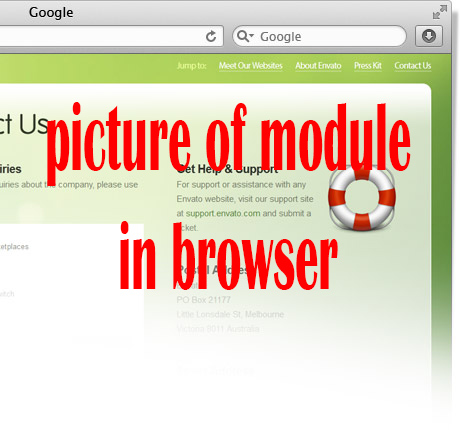 Google
Google
Jump to: Meet Our Websites About Envato Press Kit Contact Us
ct Us
picture of module
iries
uiries about the company, please use
Get Help & Support
For support or assistance with any
Envato website, visit our support site
at support.envato.com and submit a
ticket.
in browser
etplaces
PO Box 21177
Little Lonsdale St, Melbourne
Victoria 8011 Australia